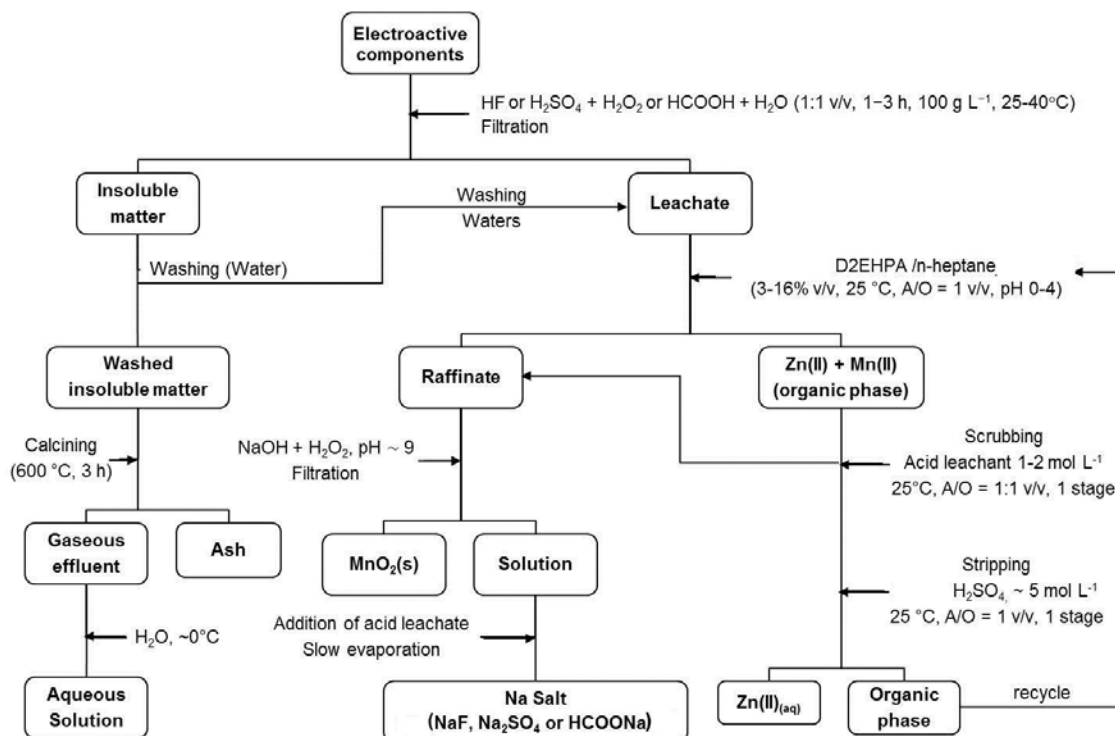 Electroactive
components
HF or H₂SO₄ + H₂O₂ or HCOOH + H₂O (1:1 v/v, 1−3 h, 100 g L⁻¹, 25-40°C)
Filtration
Insoluble
matter
Washing
Waters
Leachate
Washing (Water)
D2EHPA /n-heptane
(3-16% v/v, 25 °C, A/O = 1 v/v, pH 0-4)
Washed
insoluble matter
Raffinate
Zn(II) + Mn(II)
(organic phase)
Calcining
(600 °C, 3 h)
NaOH + H₂O₂, pH ~ 9
Filtration
Scrubbing
Acid leachant 1-2 mol L⁻¹
25°C, A/O = 1:1 v/v, 1 stage
Gaseous
effluent
Ash
MnO₂(s)
Solution
Stripping
H₂SO₄, ~ 5 mol L⁻¹
25 °C, A/O = 1 v/v, 1 stage
H₂O, ~0°C
Addition of acid leachate
Slow evaporation
Aqueous
Solution
Na Salt
(NaF, Na₂SO₄ or HCOONa)
Zn(II)₍aq₎
Organic
phase
recycle